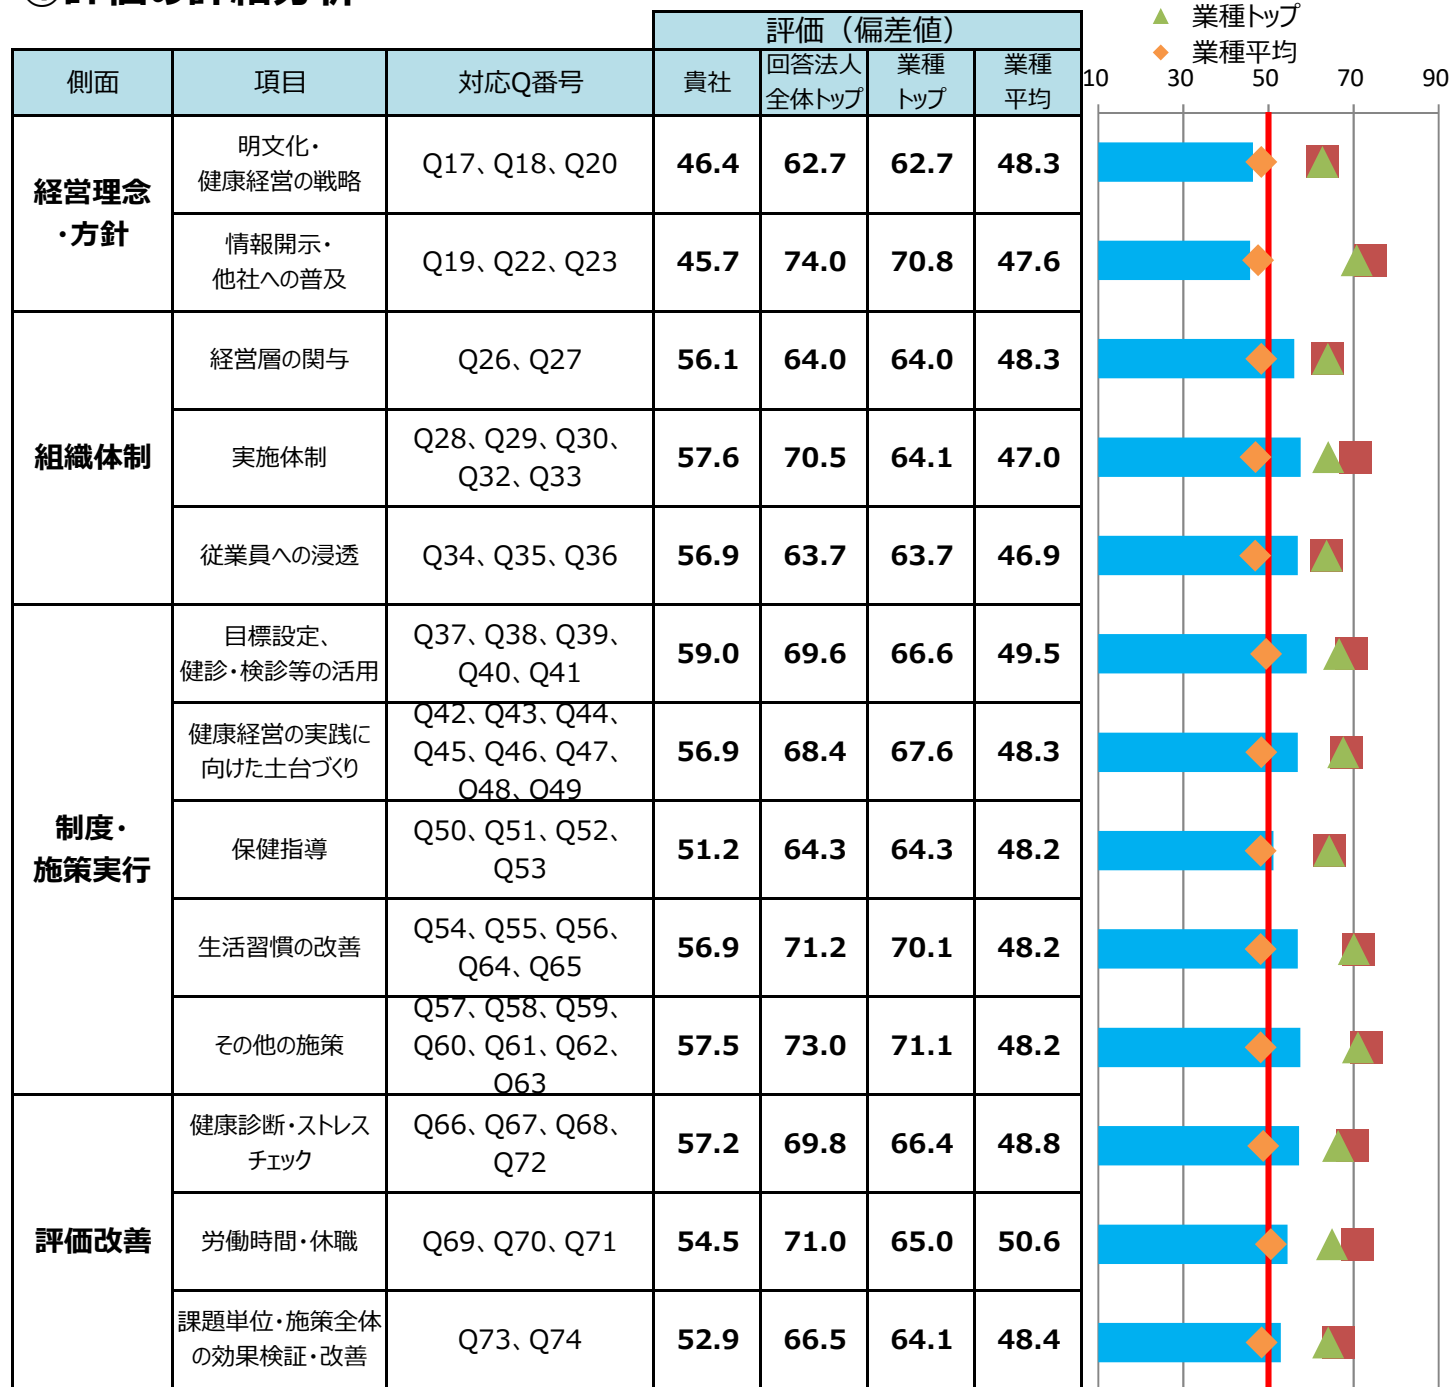 ④評価の詳細分析
▲ 業種トップ
◆ 業種平均
10 30 50 70 90
評価（偏差値）
側面 項目 対応Q番号 貴社 回答法人全体トップ 業種トップ 業種平均
経営理念・方針
明文化・健康経営の戦略 Q17、Q18、Q20 46.4 62.7 62.7 48.3
情報開示・他社への普及 Q19、Q22、Q23 45.7 74.0 70.8 47.6
組織体制
経営層の関与 Q26、Q27 56.1 64.0 64.0 48.3
実施体制 Q28、Q29、Q30、Q32、Q33 57.6 70.5 64.1 47.0
従業員への浸透 Q34、Q35、Q36 56.9 63.7 63.7 46.9
制度・施策実行
目標設定、健診・検診等の活用 Q37、Q38、Q39、Q40、Q41 59.0 69.6 66.6 49.5
健康経営の実践に向けた土台づくり Q42、Q43、Q44、Q45、Q46、Q47、Q48、Q49 56.9 68.4 67.6 48.3
保健指導 Q50、Q51、Q52、Q53 51.2 64.3 64.3 48.2
生活習慣の改善 Q54、Q55、Q56、Q64、Q65 56.9 71.2 70.1 48.2
その他の施策 Q57、Q58、Q59、Q60、Q61、Q62、Q63 57.5 73.0 71.1 48.2
評価改善
健康診断・ストレスチェック Q66、Q67、Q68、Q72 57.2 69.8 66.4 48.8
労働時間・休職 Q69、Q70、Q71 54.5 71.0 65.0 50.6
課題単位・施策全体の効果検証・改善 Q73、Q74 52.9 66.5 64.1 48.4